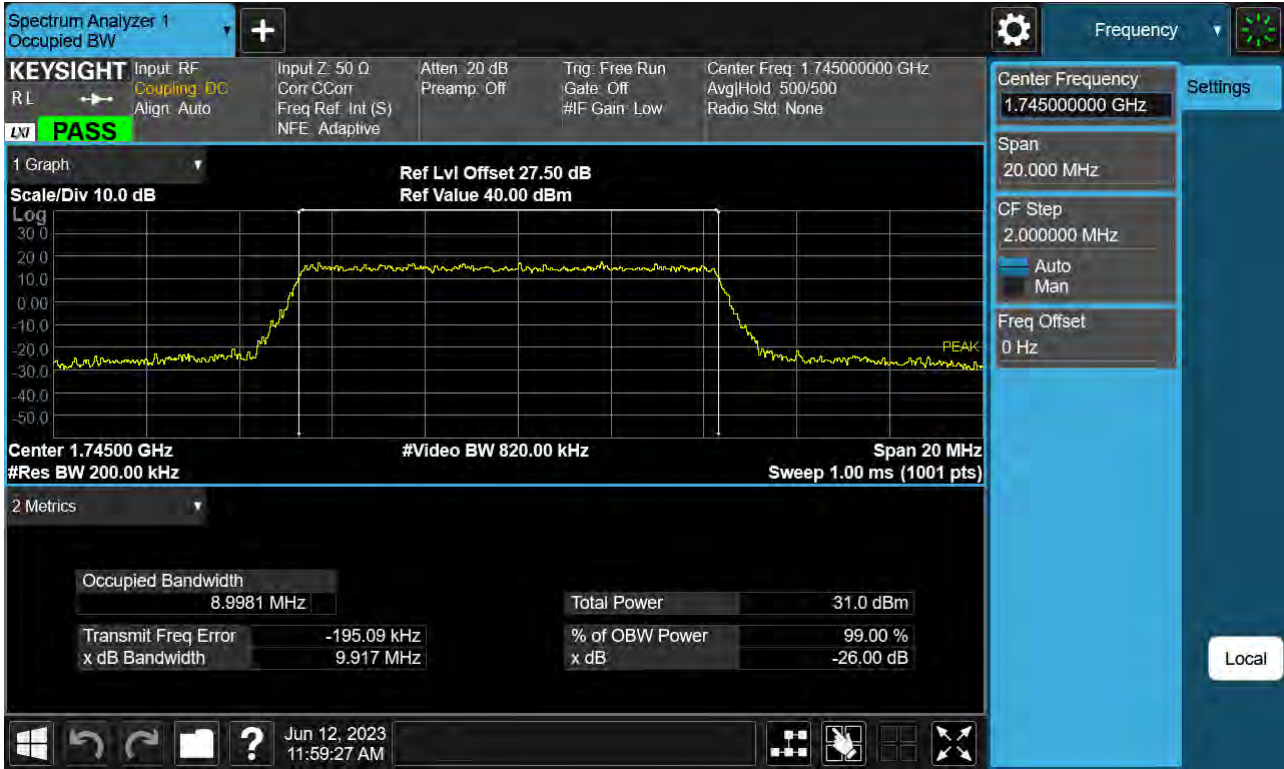 Spectrum Analyzer 1
Occupied BW
+
Frequency
KEYSIGHT
RL
LXI
PASS
Input: RF
Coupling: DC
Align: Auto
Input Z: 50 Ω
Corr CCorr
Freq Ref: Int (S)
NFE: Adaptive
Atten: 20 dB
Preamp: Off
Trig: Free Run
Gate: Off
#IF Gain: Low
Center Freq: 1.745000000 GHz
Avg|Hold: 500/500
Radio Std: None
Center Frequency
1.745000000 GHz
Settings
Span
20.000 MHz
CF Step
2.000000 MHz
Auto
Man
Freq Offset
0 Hz
Local
1 Graph
Scale/Div 10.0 dB
Ref Lvl Offset 27.50 dB
Ref Value 40.00 dBm
Log
30.0
20.0
10.0
0.00
-10.0
-20.0
-30.0
-40.0
-50.0
PEAK
Center 1.74500 GHz
#Video BW 820.00 kHz
Span 20 MHz
#Res BW 200.00 kHz
Sweep 1.00 ms (1001 pts)
2 Metrics
Occupied Bandwidth
8.9981 MHz
Total Power 31.0 dBm
Transmit Freq Error -195.09 kHz
% of OBW Power 99.00 %
x dB Bandwidth 9.917 MHz
x dB -26.00 dB
?
Jun 12, 2023
11:59:27 AM